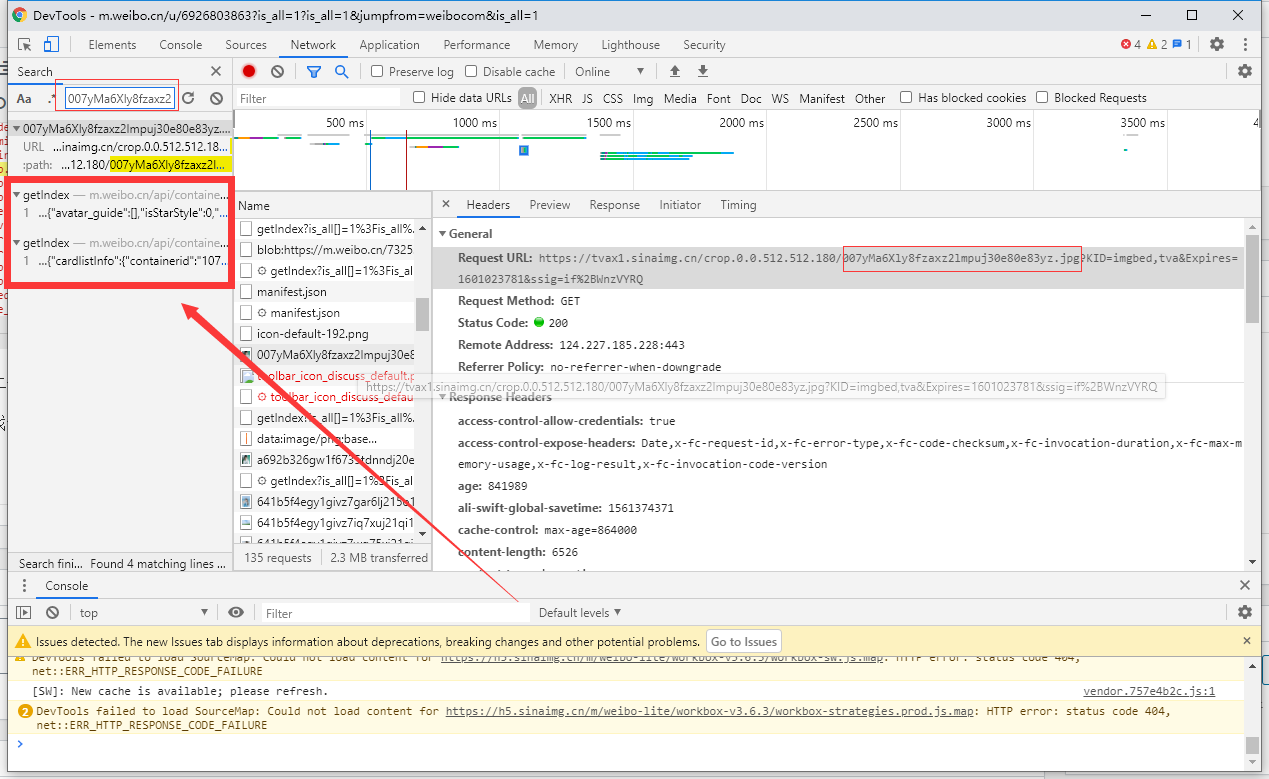 DevTools - m.weibo.cn/u/6926803863?is_all=1?is_all=1&jumpfrom=weibocom&is_all=1
Elements Console Sources Network Application Performance Memory Lighthouse Security 4 2 1
Search
Preserve log Disable cache Online
Aa .* 007yMa6Xly8fzaxz2
Filter Hide data URLs All XHR JS CSS Img Media Font Doc WS Manifest Other Has blocked cookies Blocked Requests
500 ms 1000 ms 1500 ms 2000 ms 2500 ms 3000 ms 3500 ms 4
007yMa6Xly8fzaxz2lmpuj30e80e83yz....
URL ...sinaimg.cn/crop.0.0.512.512.18...
:path: ...12.180/007yMa6Xly8fzaxz2l...
getIndex — m.weibo.cn/api/containe...
1 ...{"avatar_guide":[],"isStarStyle":0,"...
getIndex — m.weibo.cn/api/containe...
1 ...{"cardlistInfo":{"containerid":"107...
Search fini... Found 4 matching lines ...
Name
getIndex?is_all[]=1%3Fis_all%.
blob:https://m.weibo.cn/7325
getIndex?is_all[]=1%3Fis_all
manifest.json
manifest.json
icon-default-192.png
007yMa6Xly8fzaxz2lmpuj30e8
toolbar_icon_discuss_default.p
toolbar_icon_discuss_defau
getIndex?is_all[]=1%3Fis_all%.
data:image/png;base...
a692b326gw1f6735tdnndj20e
getIndex?is_all[]=1%3Fis_all
641b5f4egy1givz7gar6lj215o1
641b5f4egy1givz7iq7xuj21qi1
135 requests 2.3 MB transferred
Headers Preview Response Initiator Timing
General
Request URL: https://tvax1.sinaimg.cn/crop.0.0.512.512.180/007yMa6Xly8fzaxz2lmpuj30e80e83yz.jpg?KID=imgbed,tva&Expires=
1601023781&ssig=if%2BWnzVYRQ
Request Method: GET
Status Code: 200
Remote Address: 124.227.185.228:443
Referrer Policy: no-referrer-when-downgrade
https://tvax1.sinaimg.cn/crop.0.0.512.512.180/007yMa6Xly8fzaxz2lmpuj30e80e83yz.jpg?KID=imgbed,tva&Expires=1601023781&ssig=if%2BWnzVYRQ
Response Headers
access-control-allow-credentials: true
access-control-expose-headers: Date,x-fc-request-id,x-fc-error-type,x-fc-code-checksum,x-fc-invocation-duration,x-fc-max-m
emory-usage,x-fc-log-result,x-fc-invocation-code-version
age: 841989
ali-swift-global-savetime: 1561374371
cache-control: max-age=864000
content-length: 6526
Console
top Filter Default levels
Issues detected. The new Issues tab displays information about deprecations, breaking changes and other potential problems. Go to Issues
DevTools failed to load SourceMap: Could not load content for https://h5.sinaimg.cn/m/weibo-lite/workbox-v3.6.3/workbox-sw.js.map: HTTP error: status code 404,
net::ERR_HTTP_RESPONSE_CODE_FAILURE
[SW]: New cache is available; please refresh. vendor.757e4b2c.js:1
2 DevTools failed to load SourceMap: Could not load content for https://h5.sinaimg.cn/m/weibo-lite/workbox-v3.6.3/workbox-strategies.prod.js.map: HTTP error: status code 404,
net::ERR_HTTP_RESPONSE_CODE_FAILURE